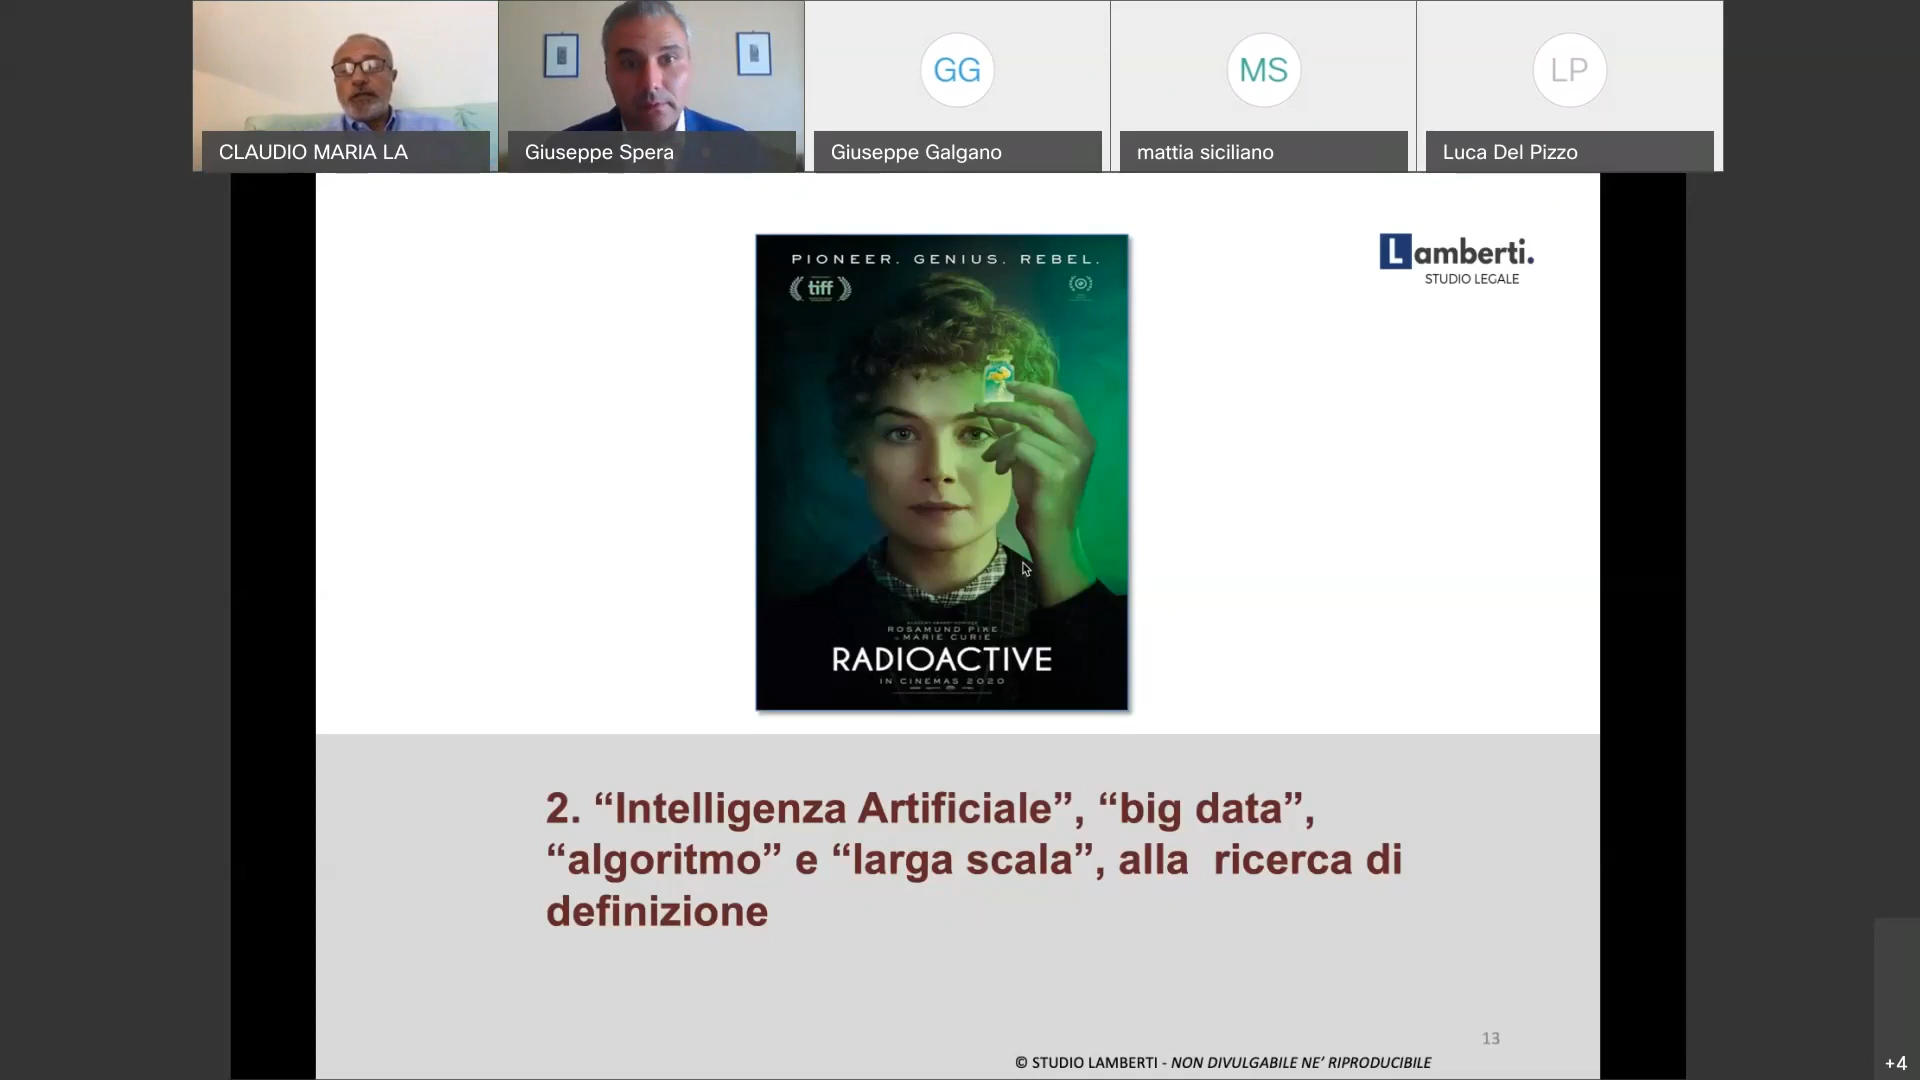 CLAUDIO MARIA LA
Giuseppe Spera
GG
Giuseppe Galgano
MS
mattia siciliano
LP
Luca Del Pizzo
PIONEER. GENIUS. REBEL.
tiff
ROSAMUND PIKE
MARIE CURIE
RADIOACTIVE
IN CINEMAS 2020
Lamberti.
STUDIO LEGALE
2. “Intelligenza Artificiale”, “big data”,
“algoritmo” e “larga scala”, alla ricerca di
definizione
13
© STUDIO LAMBERTI - NON DIVULGABILE NE’ RIPRODUCIBILE
+4